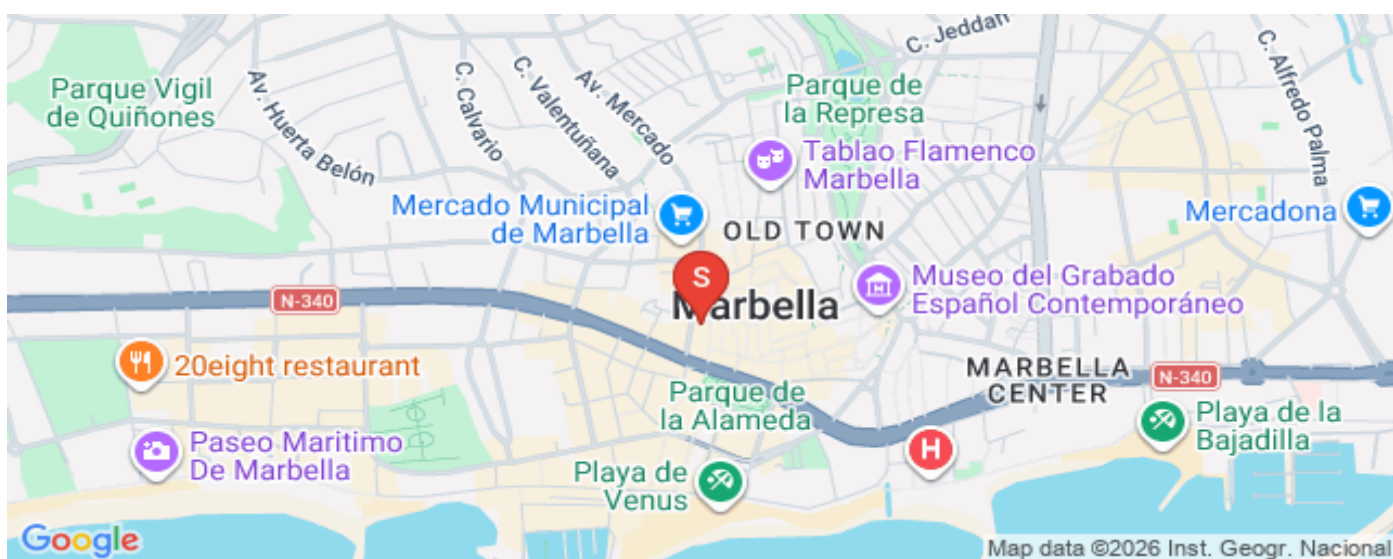 C. Jeddah
C. Alfredo Palma
Parque Vigil
de Quiñones
Av. Huerta Belón
C. Calvario
C. Valentuñana
Av. Mercado
Parque de
la Represa
Tablao Flamenco
Marbella
Mercado Municipal
de Marbella
OLD TOWN
Mercadona
S
Marbella
Museo del Grabado
Español Contemporáneo
N-340
20eight restaurant
MARBELLA
CENTER
N-340
Parque de
la Alameda
Paseo Maritimo
De Marbella
Playa de
Venus
H
Playa de la
Bajadilla
Google
Map data ©2026 Inst. Geogr. Nacional